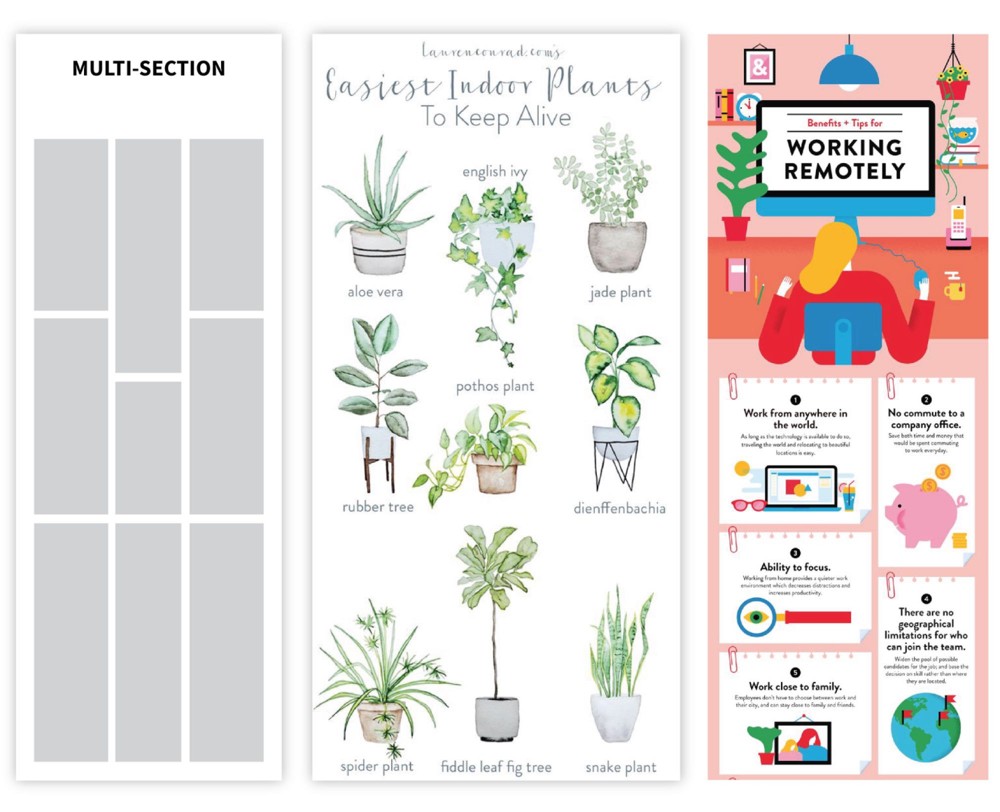 MULTI-SECTION
laurenconrad.com's
Easiest Indoor Plants
To Keep Alive
english ivy
aloe vera
jade plant
pothos plant
rubber tree
dienffenbachia
spider plant
fiddle leaf fig tree
snake plant
&
Benefits + Tips for
WORKING
REMOTELY
1
Work from anywhere in
the world.
As long as the technology is available to do so,
traveling the world and relocating to beautiful
locations is easy.
2
No commute to a
company office.
Save both time and money that
would be spent commuting
to work everyday.
$
$
3
Ability to focus.
Working from home provides a quieter work
environment which decreases distractions and
increases productivity.
4
There are no
geographical
limitations for who
can join the team.
Widen the pool of possible
candidates for the job; and base the
decision on skill rather than where
they are located.
5
Work close to family.
Employees don't have to choose between work and
their city, and can stay close to family and friends.